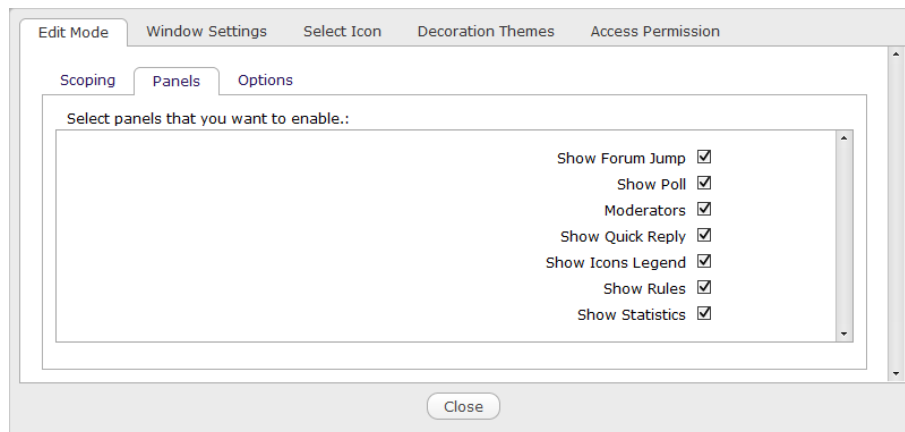 Edit Mode Window Settings Select Icon Decoration Themes Access Permission
Scoping Panels Options
Select panels that you want to enable.:
Show Forum Jump
Show Poll
Moderators
Show Quick Reply
Show Icons Legend
Show Rules
Show Statistics
Close